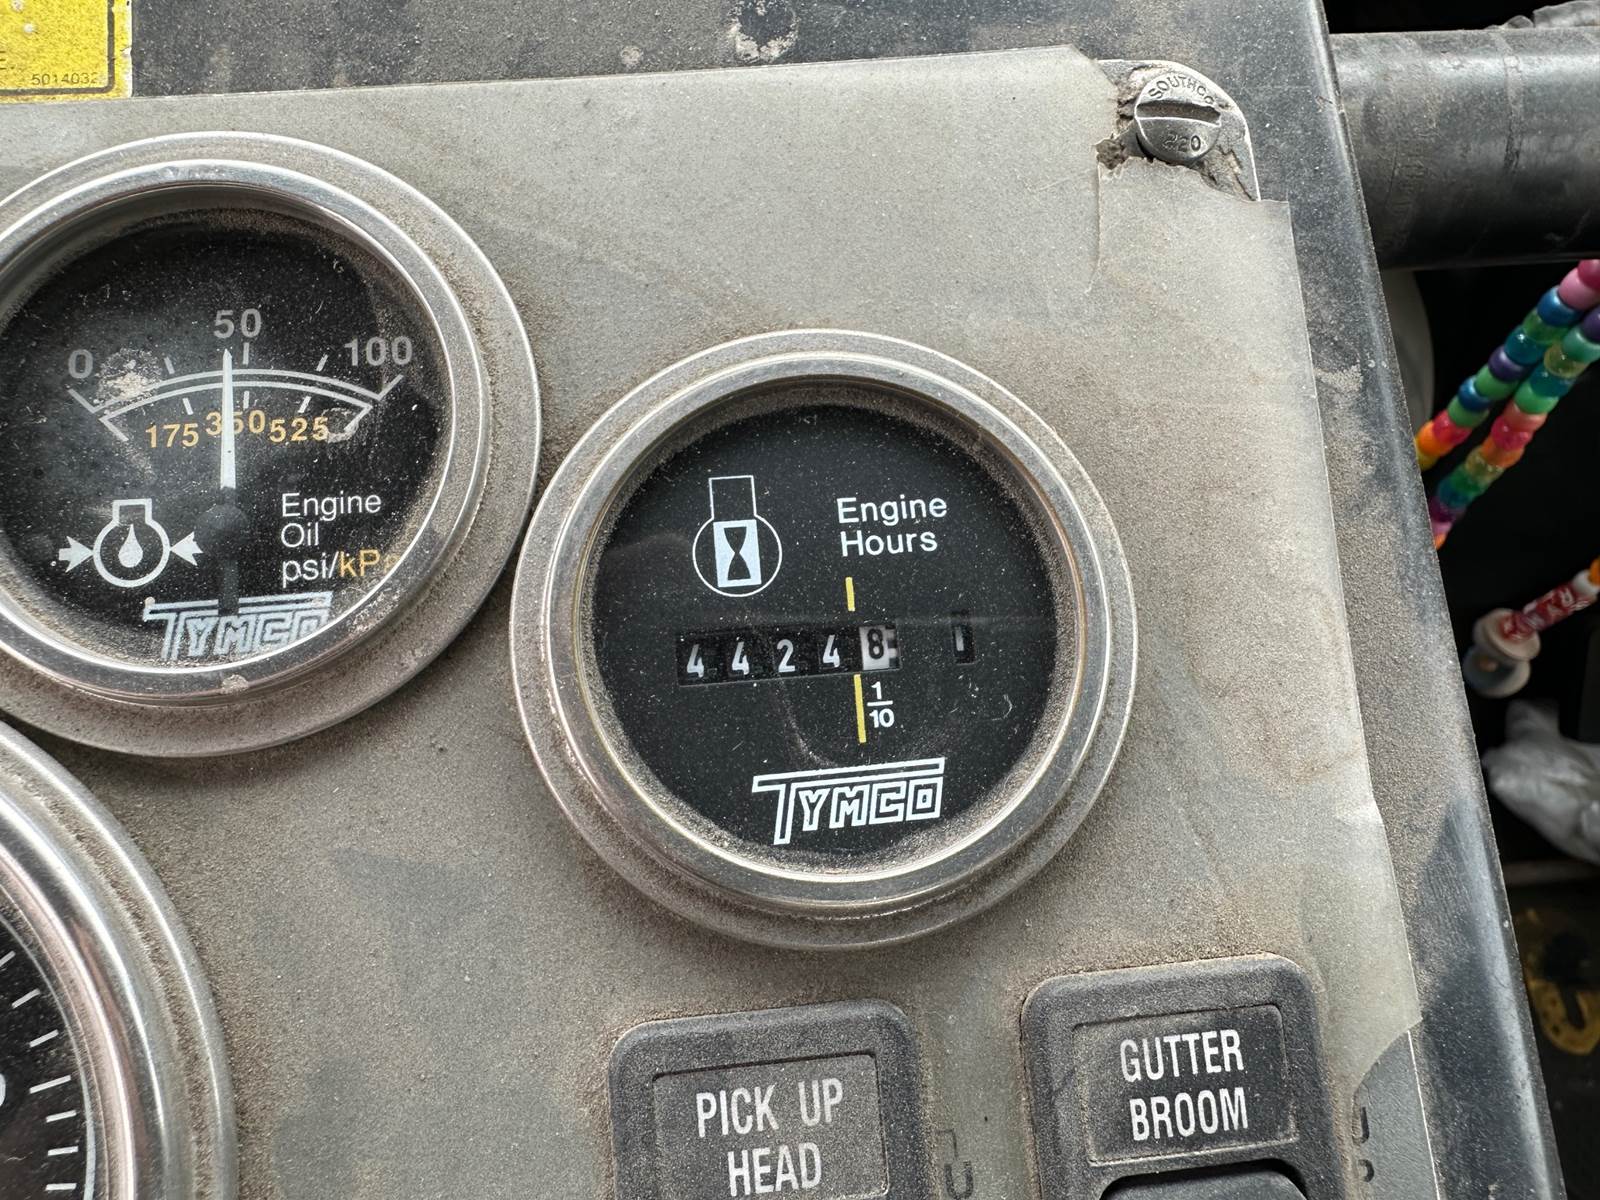 5014032
SOUTHCO
220
50
0
100
175 350 525
Engine
Oil
psi/kPa
TYMCO
Engine
Hours
4 4 2 4 8
1
10
TYMCO
PICK UP
HEAD
GUTTER
BROOM